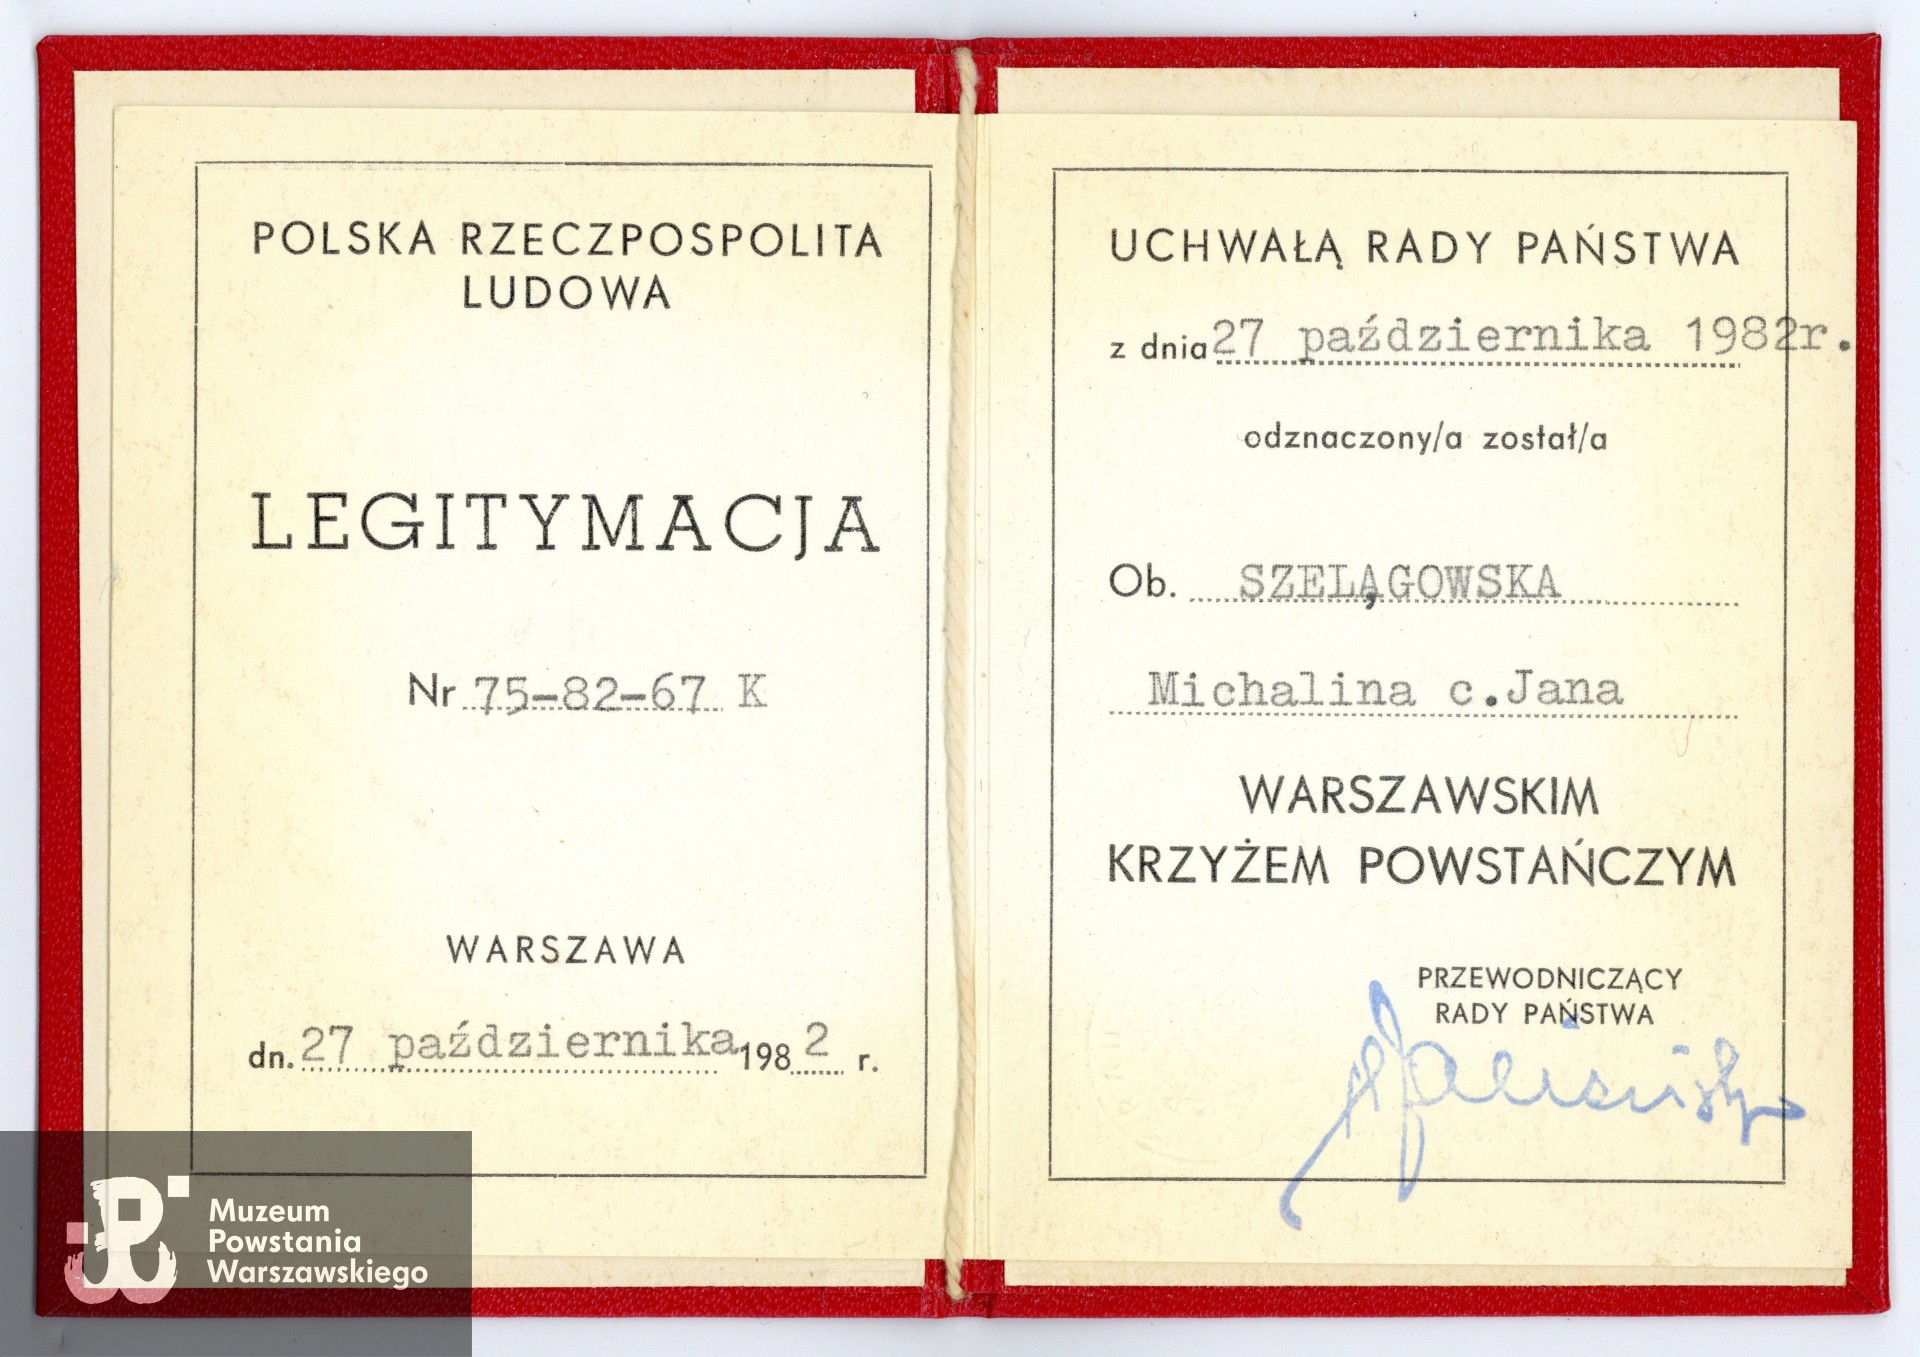 POLSKA RZECZPOSPOLITA
LUDOWA
LEGITYMACJA
Nr 75-82-67 K
WARSZAWA
dn. 27 października 1982 r.
UCHWAŁĄ RADY PAŃSTWA
z dnia 27 października 1982r.
odznaczony/a został/a
Ob. SZELĄGOWSKA
Michalina c.Jana
WARSZAWSKIM
KRZYŻEM POWSTAŃCZYM
PRZEWODNICZĄCY
RADY PAŃSTWA
Muzeum
Powstania
Warszawskiego